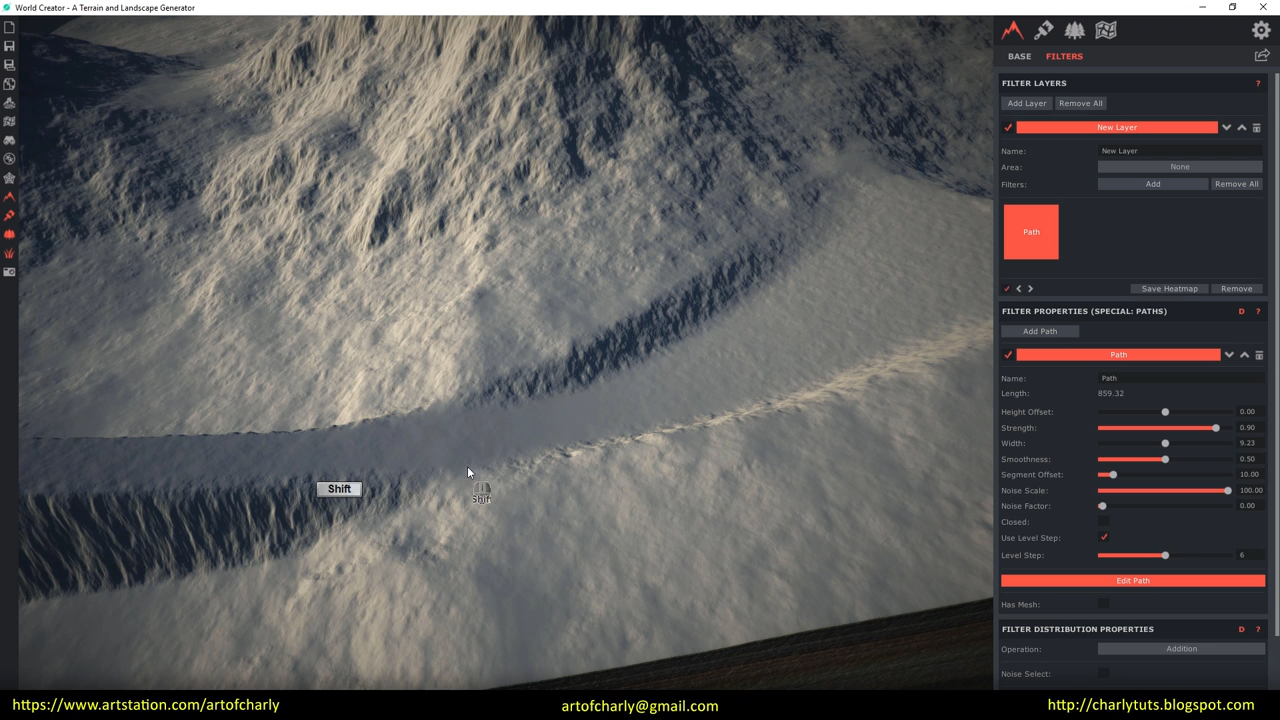 World Creator - A Terrain and Landscape Generator
BASE
FILTERS
FILTER LAYERS
?
Add Layer
Remove All
New Layer
Name:
New Layer
Area:
None
Filters:
Add
Remove All
Path
Save Heatmap
Remove
FILTER PROPERTIES (SPECIAL: PATHS)
D
?
Add Path
Path
Name:
Path
Length:
859.32
Height Offset:
0.00
Strength:
0.90
Width:
9.23
Smoothness:
0.50
Segment Offset:
10.00
Noise Scale:
100.00
Noise Factor:
0.00
Closed:
Use Level Step:
Level Step:
6
Edit Path
Has Mesh:
FILTER DISTRIBUTION PROPERTIES
D
?
Operation:
Addition
Noise Select:
Shift
Shift
https://www.artstation.com/artofcharly
artofcharly@gmail.com
http://charlytuts.blogspot.com